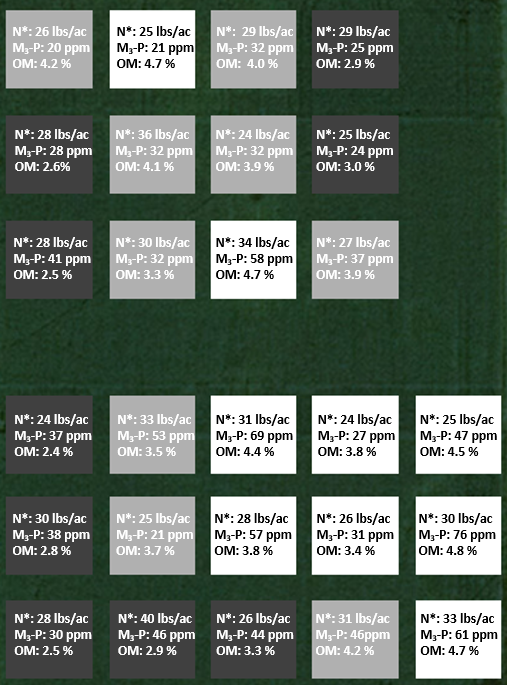 N*: 26 lbs/ac
M₃-P: 20 ppm
OM: 4.2 %
N*: 25 lbs/ac
M₃-P: 21 ppm
OM: 4.7 %
N*: 29 lbs/ac
M₃-P: 32 ppm
OM: 4.0 %
N*: 29 lbs/ac
M₃-P: 25 ppm
OM: 2.9 %
N*: 28 lbs/ac
M₃-P: 28 ppm
OM: 2.6%
N*: 36 lbs/ac
M₃-P: 32 ppm
OM: 4.1 %
N*: 24 lbs/ac
M₃-P: 32 ppm
OM: 3.9 %
N*: 25 lbs/ac
M₃-P: 24 ppm
OM: 3.0 %
N*: 28 lbs/ac
M₃-P: 41 ppm
OM: 2.5 %
N*: 30 lbs/ac
M₃-P: 32 ppm
OM: 3.3 %
N*: 34 lbs/ac
M₃-P: 58 ppm
OM: 4.7 %
N*: 27 lbs/ac
M₃-P: 37 ppm
OM: 3.9 %
N*: 24 lbs/ac
M₃-P: 37 ppm
OM: 2.4 %
N*: 33 lbs/ac
M₃-P: 53 ppm
OM: 3.5 %
N*: 31 lbs/ac
M₃-P: 69 ppm
OM: 4.4 %
N*: 24 lbs/ac
M₃-P: 27 ppm
OM: 3.8 %
N*: 25 lbs/ac
M₃-P: 47 ppm
OM: 4.5 %
N*: 30 lbs/ac
M₃-P: 38 ppm
OM: 2.8 %
N*: 25 lbs/ac
M₃-P: 21 ppm
OM: 3.7 %
N*: 28 lbs/ac
M₃-P: 57 ppm
OM: 3.8 %
N*: 26 lbs/ac
M₃-P: 31 ppm
OM: 3.4 %
N*: 30 lbs/ac
M₃-P: 76 ppm
OM: 4.8 %
N*: 28 lbs/ac
M₃-P: 30 ppm
OM: 2.5 %
N*: 40 lbs/ac
M₃-P: 46 ppm
OM: 2.9 %
N*: 26 lbs/ac
M₃-P: 44 ppm
OM: 3.3 %
N*: 31 lbs/ac
M₃-P: 46ppm
OM: 4.2 %
N*: 33 lbs/ac
M₃-P: 61 ppm
OM: 4.7 %